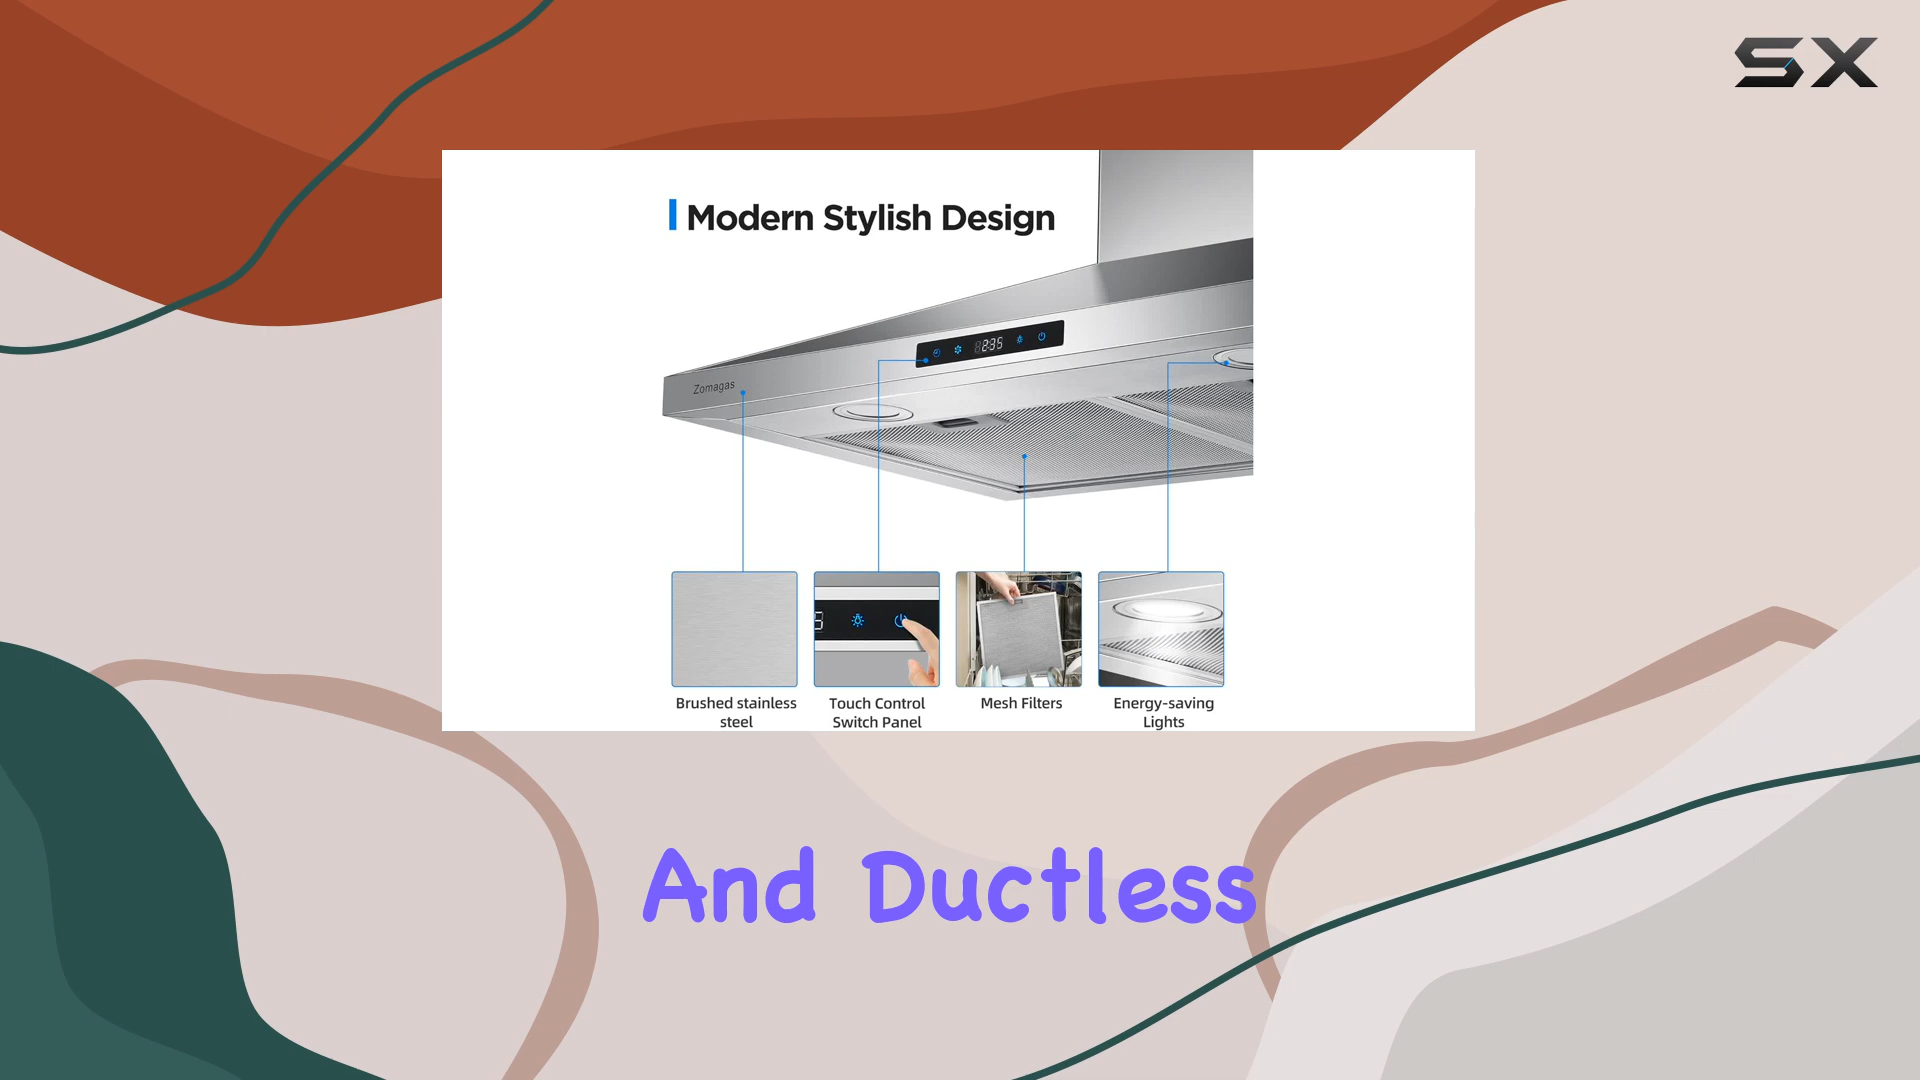 SX
Modern Stylish Design
2:35
Zomagas
Brushed stainless
steel
Touch Control
Switch Panel
Mesh Filters
Energy-saving
Lights
And Ductless